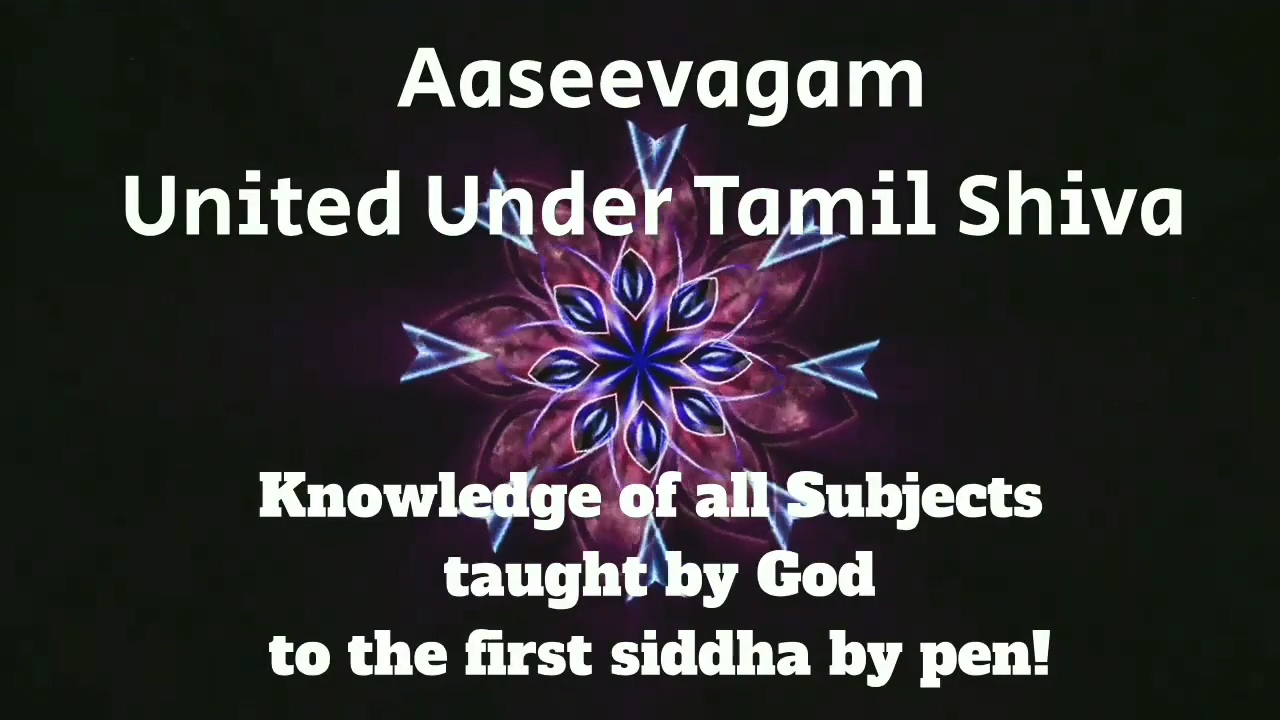 Aaseevagam
United Under Tamil Shiva
Knowledge of all Subjects
taught by God
to the first siddha by pen!